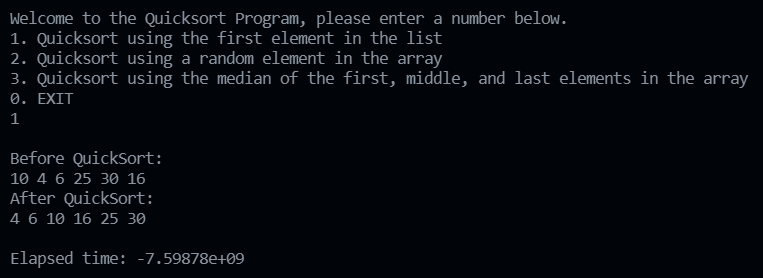 Welcome to the Quicksort Program, please enter a number below.
1. Quicksort using the first element in the list
2. Quicksort using a random element in the array
3. Quicksort using the median of the first, middle, and last elements in the array
0. EXIT
1
Before QuickSort:
10 4 6 25 30 16
After QuickSort:
4 6 10 16 25 30
Elapsed time: -7.59878e+09